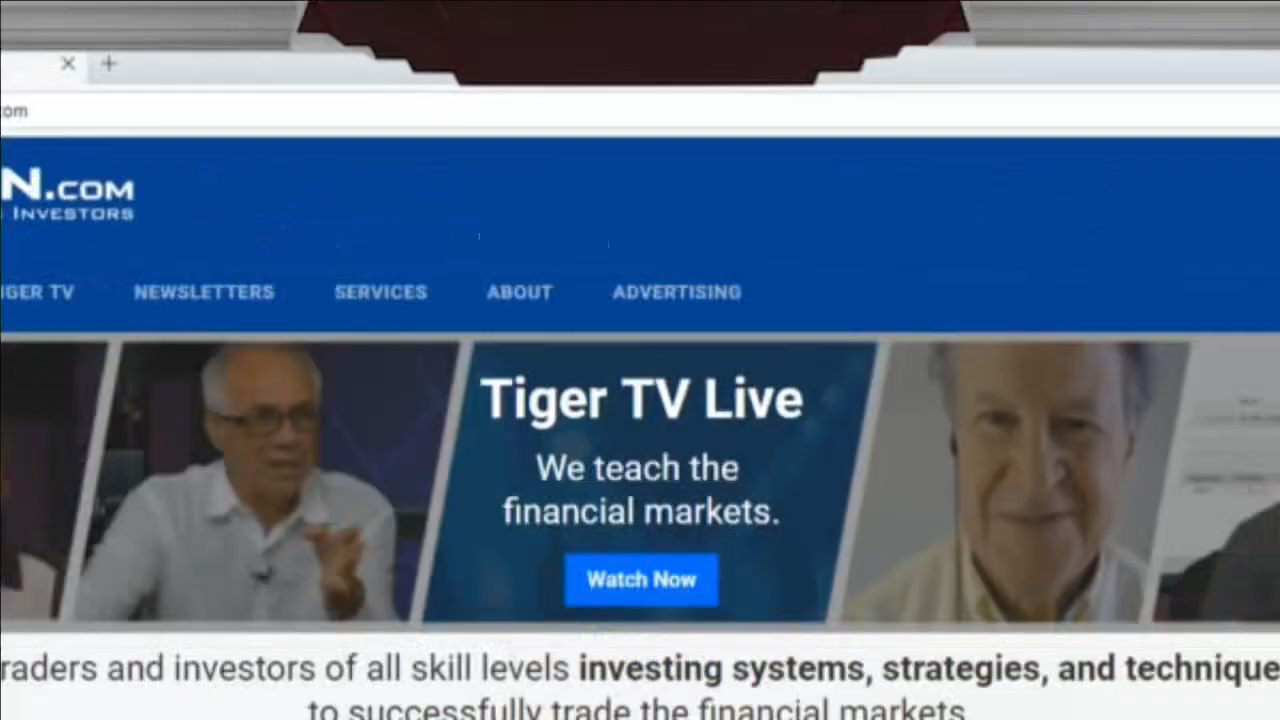 .com
N.COM
INVESTORS
IGER TV NEWSLETTERS SERVICES ABOUT ADVERTISING
Tiger TV Live
We teach the
financial markets.
Watch Now
raders and investors of all skill levels investing systems, strategies, and technique
to successfully trade the financial markets